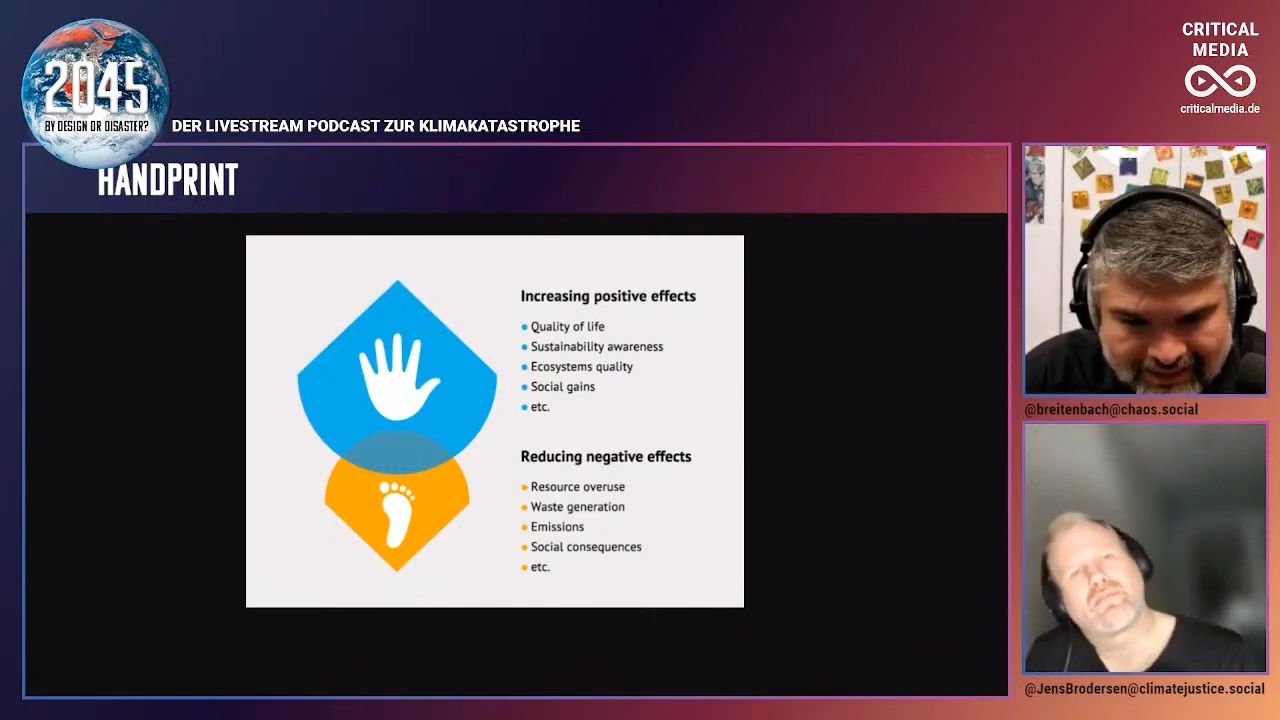 2045
BY DESIGN OR DISASTER?
DER LIVESTREAM PODCAST ZUR KLIMAKATASTROPHE
CRITICAL
MEDIA
criticalmedia.de
HANDPRINT
Increasing positive effects
• Quality of life
• Sustainability awareness
• Ecosystems quality
• Social gains
• etc.
Reducing negative effects
• Resource overuse
• Waste generation
• Emissions
• Social consequences
• etc.
@breitenbach@chaos.social
@JensBrodersen@climatejustice.social